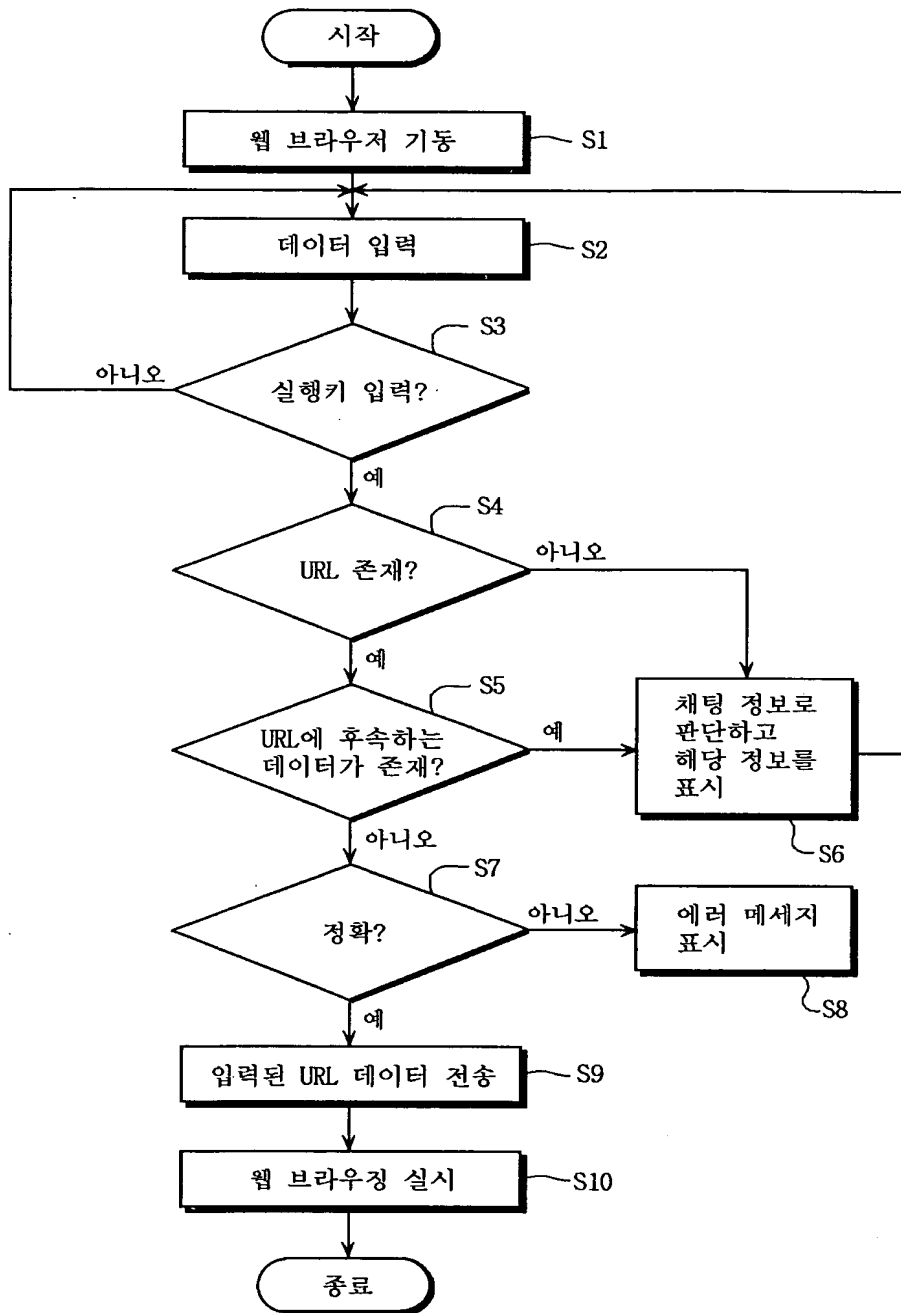 시작
웹 브라우저 기동
S1
데이터 입력
S2
S3
아니오
실행키 입력?
예
S4
아니오
URL 존재?
예
S5
URL에 후속하는
데이터가 존재?
예
채팅 정보로
판단하고
해당 정보를
표시
S6
아니오
S7
정확?
아니오
에러 메세지
표시
S8
예
입력된 URL 데이터 전송
S9
웹 브라우징 실시
S10
종료